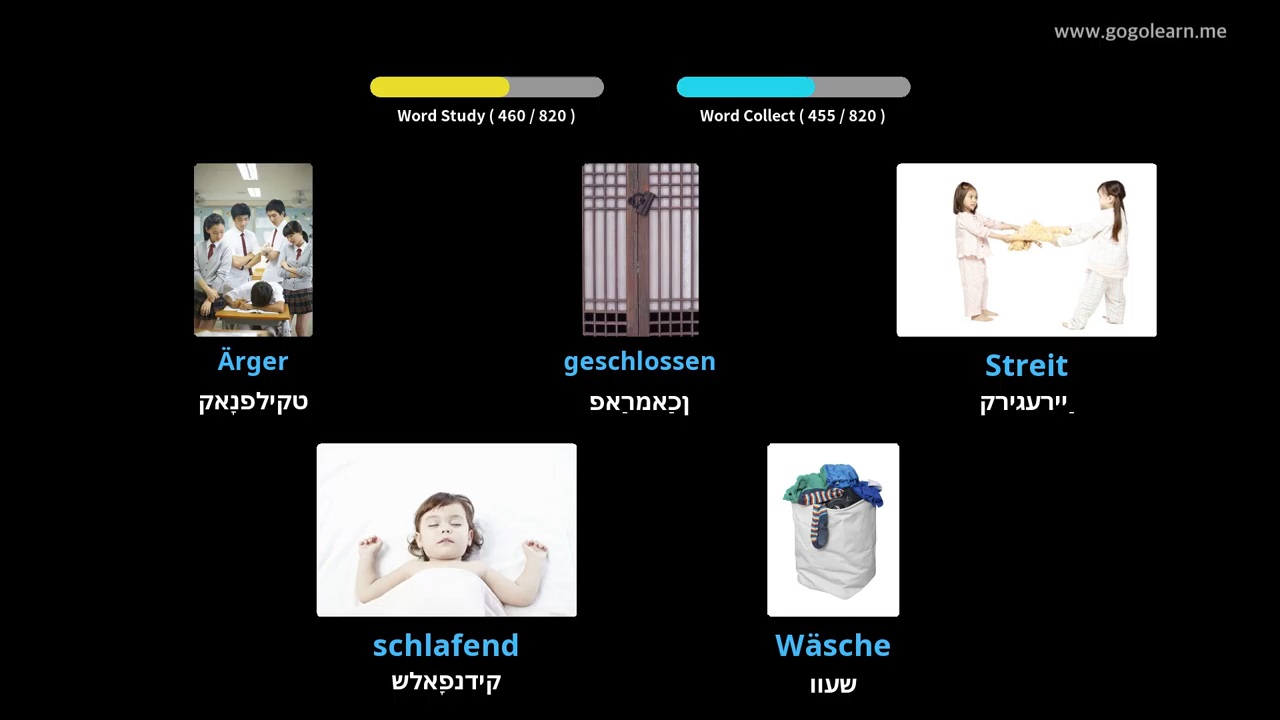 www.gogolearn.me
Word Study ( 460 / 820 )
Word Collect ( 455 / 820 )
Ärger
טקילפנָאק
geschlossen
ןכַאמרַאפ
Streit
ַיירעגירק
schlafend
קידנפָאלש
Wäsche
שעוו